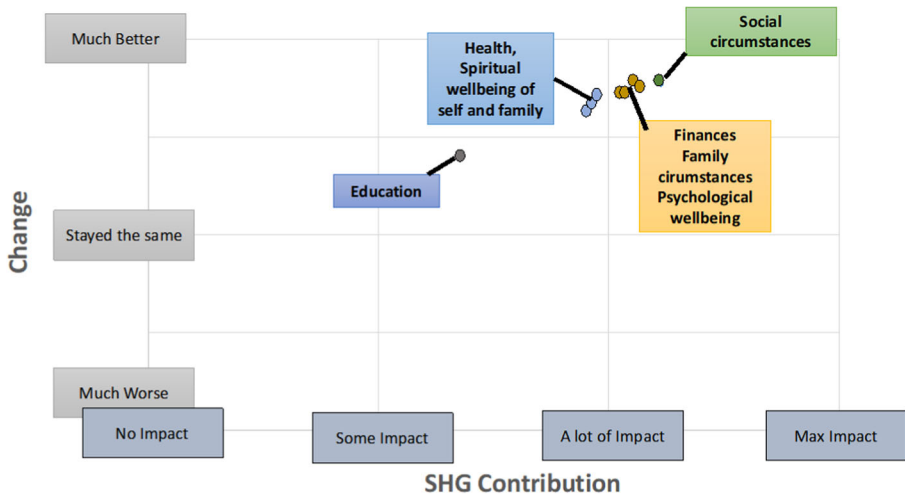 Much Better
Health,
Spiritual
wellbeing of
self and family
Social
circumstances
Finances
Family
cirumstances
Psychological
wellbeing
Education
Change
Stayed the same
Much Worse
No Impact
Some Impact
A lot of Impact
Max Impact
SHG Contribution